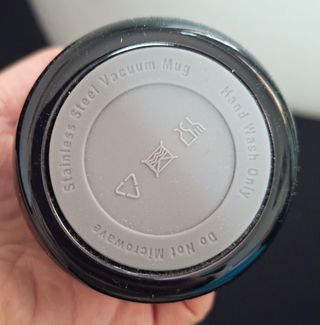 Stainless Steel Vacuum Mug
Hand Wash Only
Do Not Microwave